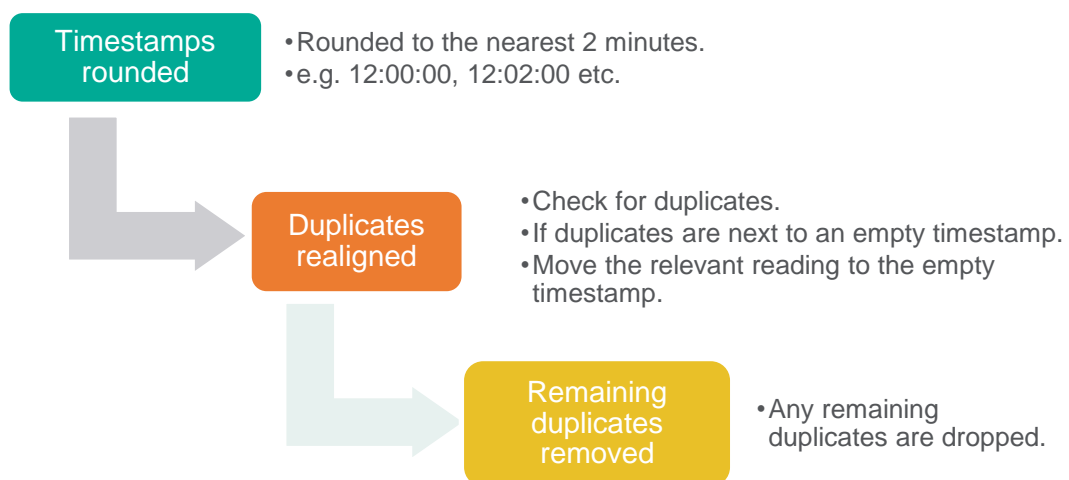 Timestamps
rounded
•Rounded to the nearest 2 minutes.
•e.g. 12:00:00, 12:02:00 etc.
Duplicates
realigned
•Check for duplicates.
•If duplicates are next to an empty timestamp.
•Move the relevant reading to the empty
timestamp.
Remaining
duplicates
removed
•Any remaining
duplicates are dropped.